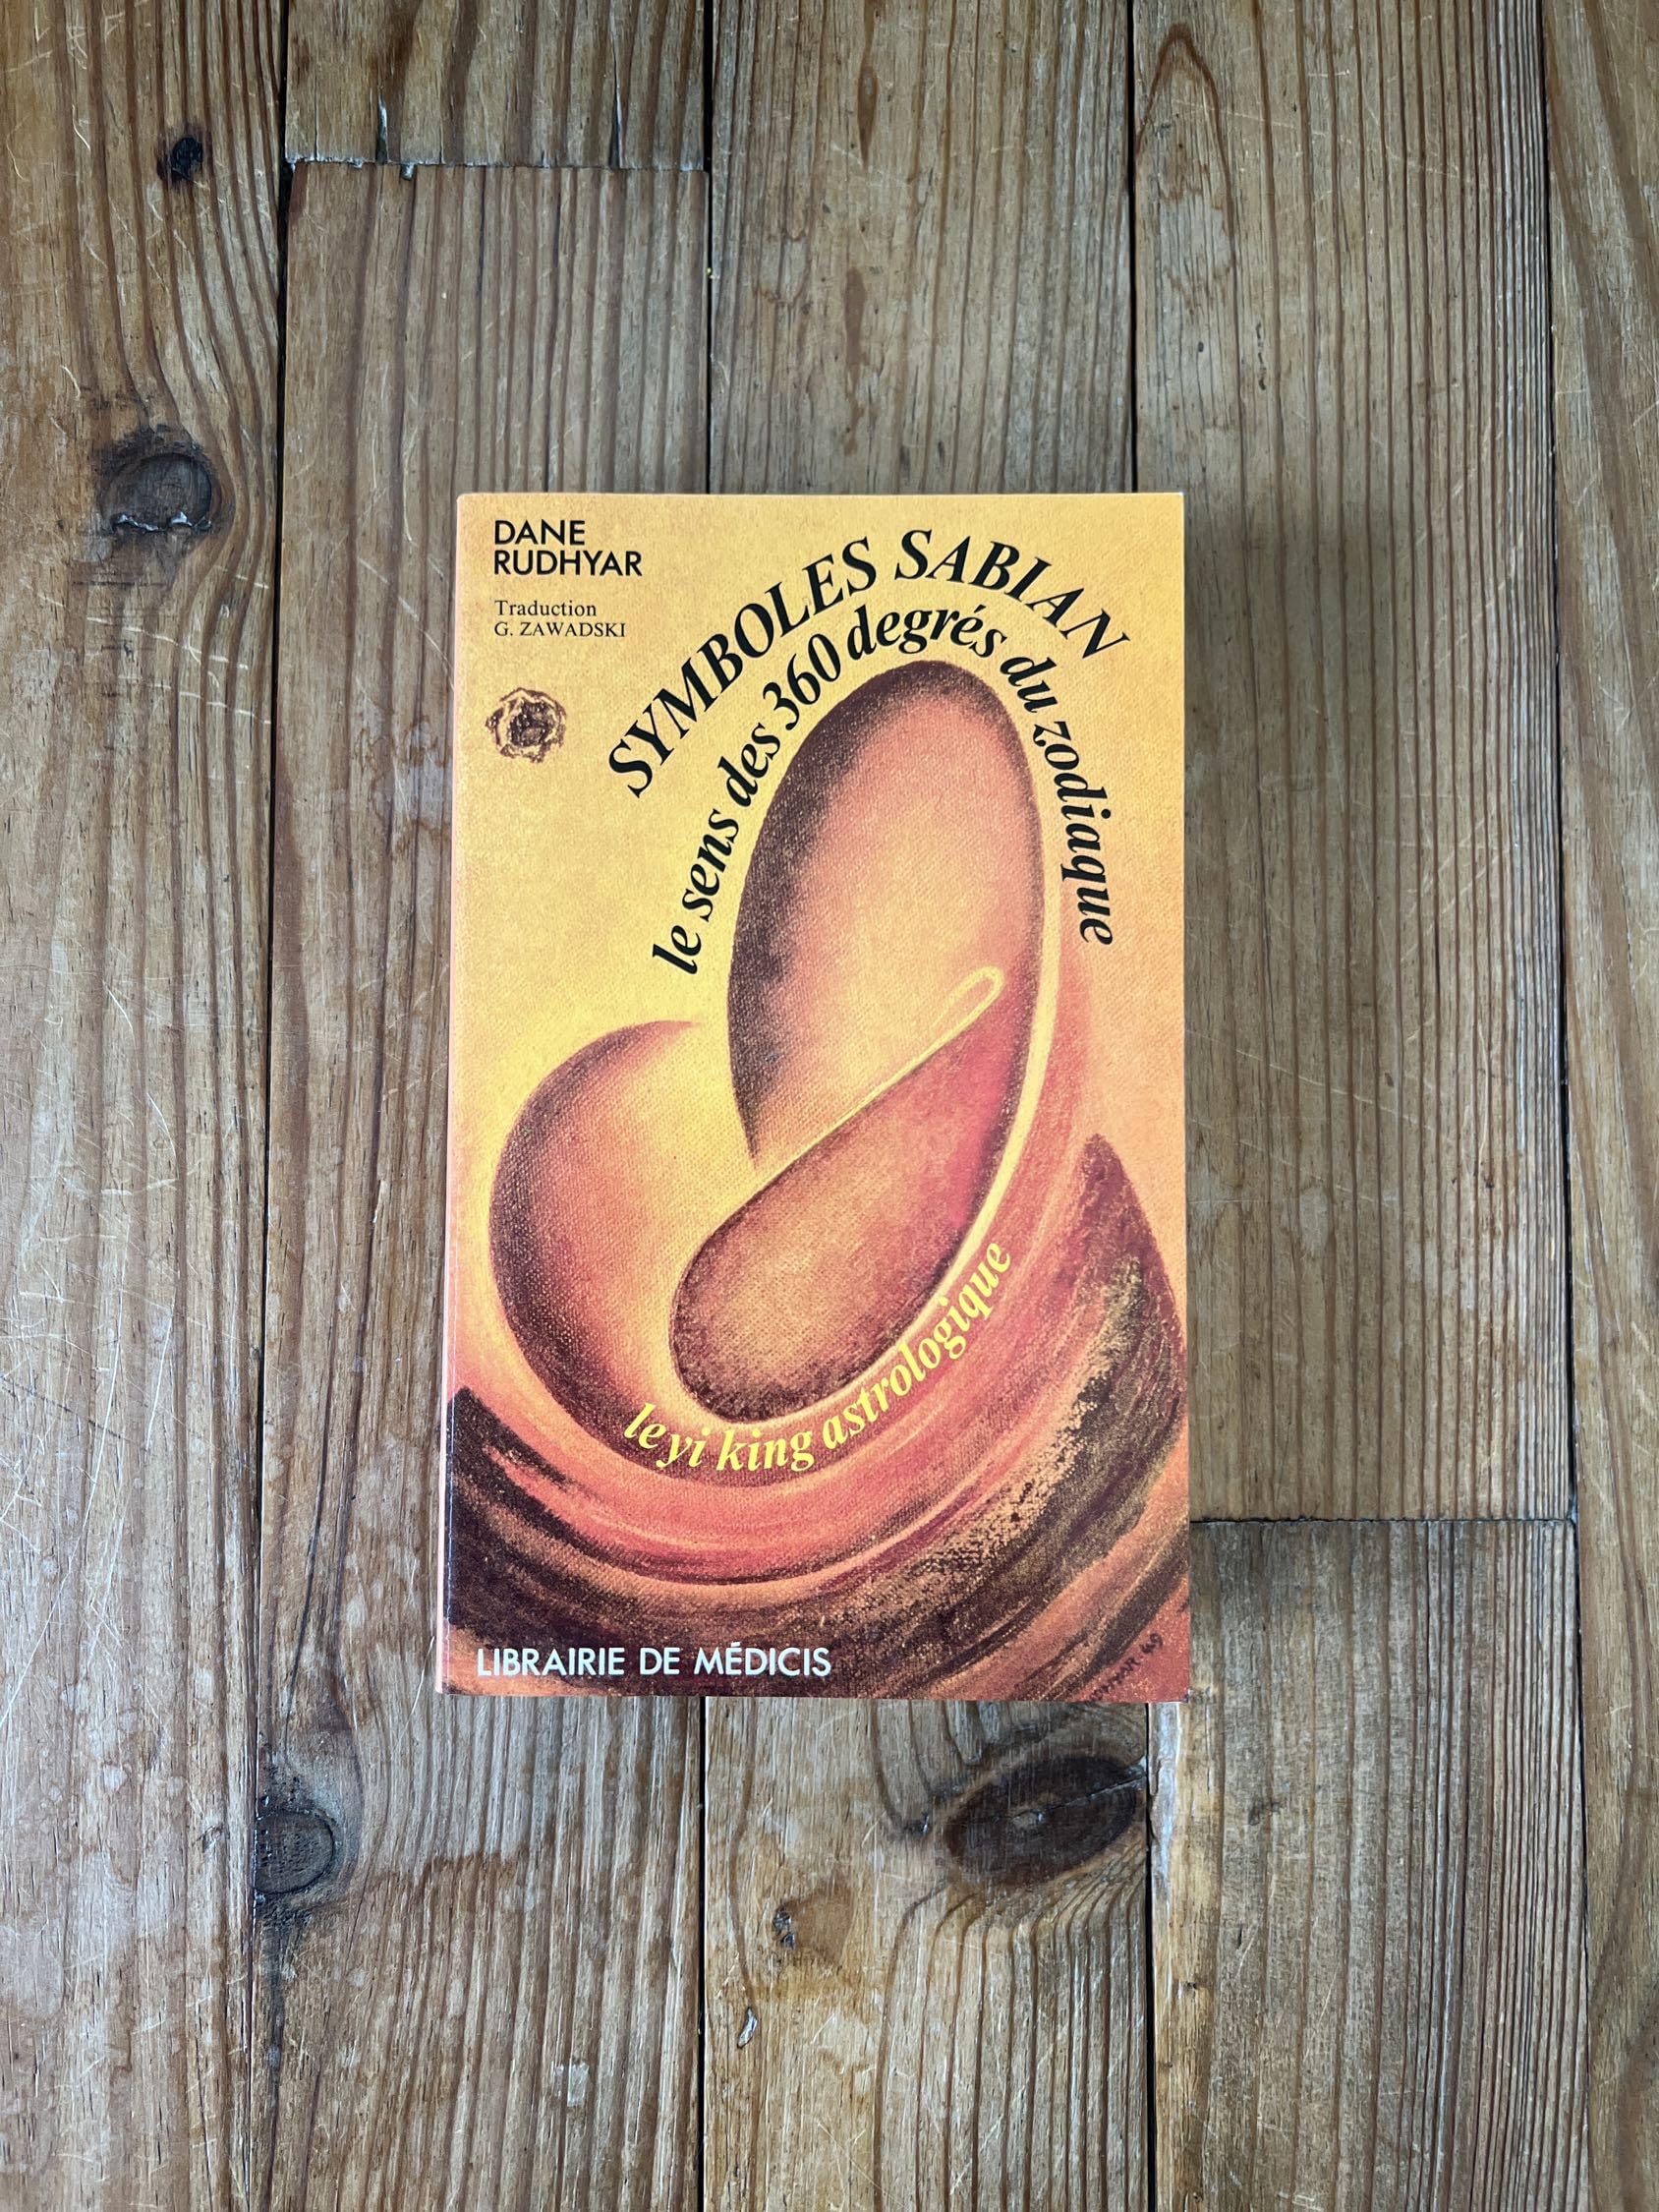 DANE
RUDHYAR
Traduction
G. ZAWADSKI
SYMBOLES SABIAN
le sens des 360 degrés du zodiaque
le yi king astrologique
LIBRAIRIE DE MÉDICIS